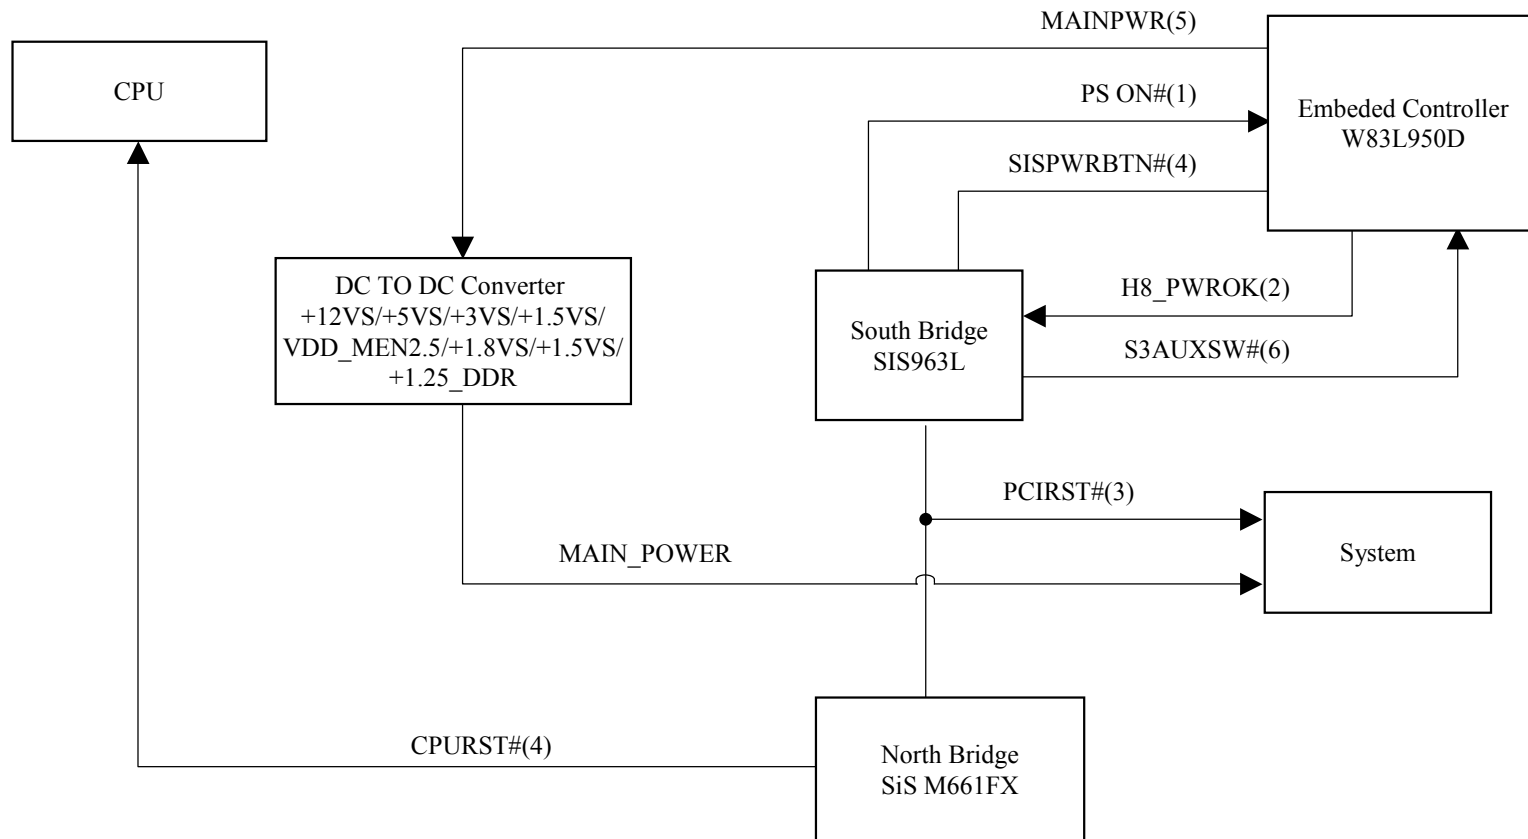 MAINPWR(5)
CPU
PS ON#(1)
Embeded Controller
W83L950D
SISPWRBTN#(4)
DC TO DC Converter
+12VS/+5VS/+3VS/+1.5VS/
VDD_MEN2.5/+1.8VS/+1.5VS/
+1.25_DDR
H8_PWROK(2)
South Bridge
SIS963L
S3AUXSW#(6)
PCIRST#(3)
System
MAIN_POWER
CPURST#(4)
North Bridge
SiS M661FX